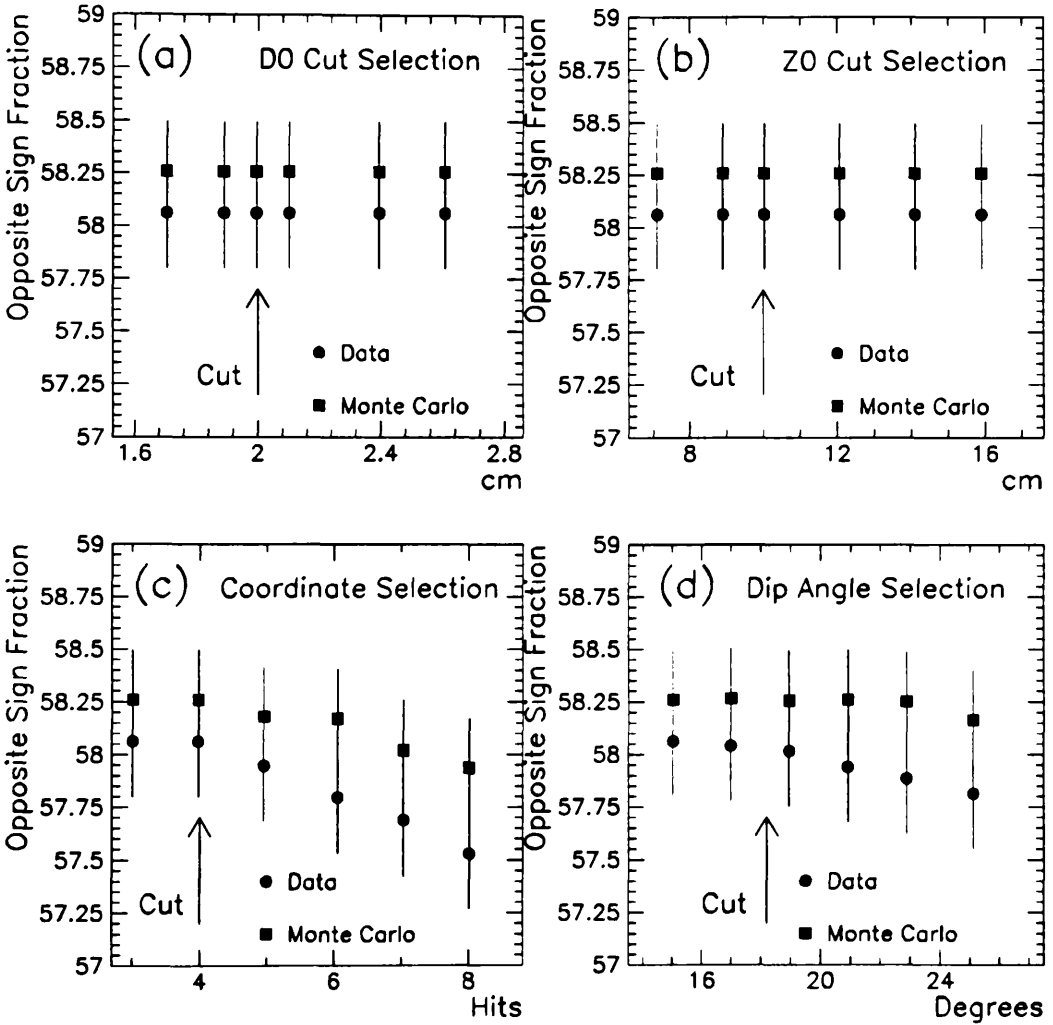 (a) D0 Cut Selection
Opposite Sign Fraction
59
58.75
58.5
58.25
58
57.75
57.5
57.25
57
Cut
Data
Monte Carlo
1.6 2 2.4 2.8
cm
(b) Z0 Cut Selection
Opposite Sign Fraction
59
58.75
58.5
58.25
58
57.75
57.5
57.25
57
Cut
Data
Monte Carlo
8 12 16
cm
(c) Coordinate Selection
Opposite Sign Fraction
59
58.75
58.5
58.25
58
57.75
57.5
57.25
57
Cut
Data
Monte Carlo
4 6 8
Hits
(d) Dip Angle Selection
Opposite Sign Fraction
59
58.75
58.5
58.25
58
57.75
57.5
57.25
57
Cut
Data
Monte Carlo
16 20 24
Degrees